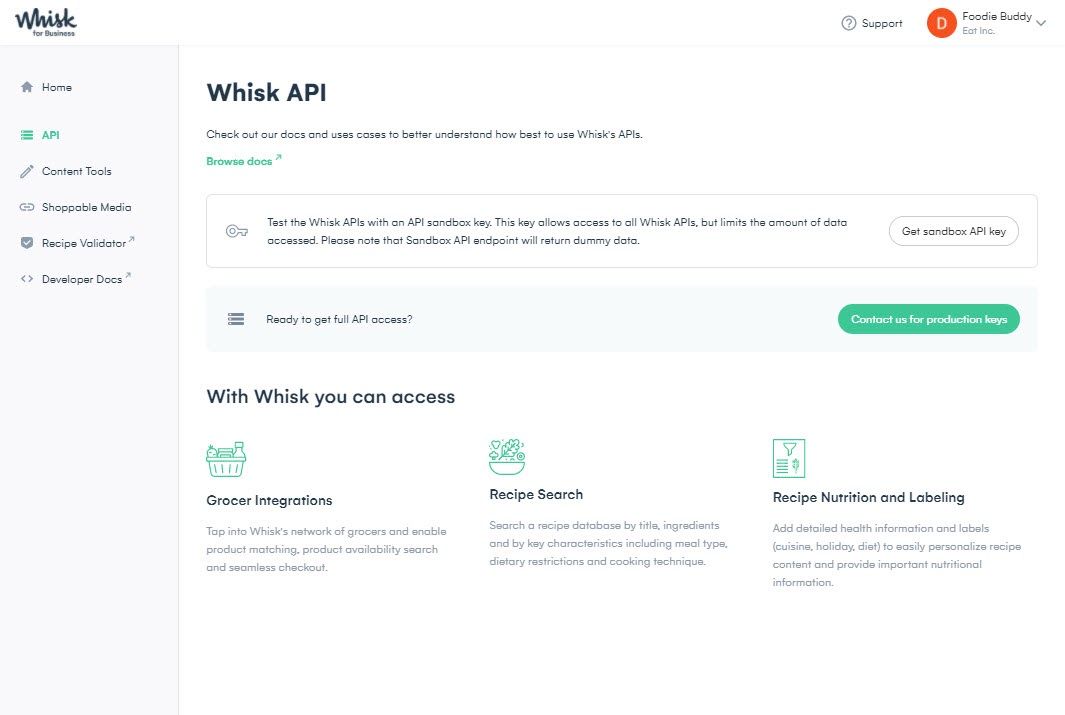 Whisk
for Business
Support
D
Foodie Buddy
Eat Inc.
Home
API
Content Tools
Shoppable Media
Recipe Validator
Developer Docs
Whisk API
Check out our docs and uses cases to better understand how best to use Whisk's APIs.
Browse docs
Test the Whisk APIs with an API sandbox key. This key allows access to all Whisk APIs, but limits the amount of data
accessed. Please note that Sandbox API endpoint will return dummy data.
Get sandbox API key
Ready to get full API access?
Contact us for production keys
With Whisk you can access
Grocer Integrations
Tap into Whisk's network of grocers and enable
product matching, product availability search
and seamless checkout.
Recipe Search
Search a recipe database by title, ingredients
and by key characteristics including meal type,
dietary restrictions and cooking technique.
Recipe Nutrition and Labeling
Add detailed health information and labels
(cuisine, holiday, diet) to easily personalize recipe
content and provide important nutritional
information.